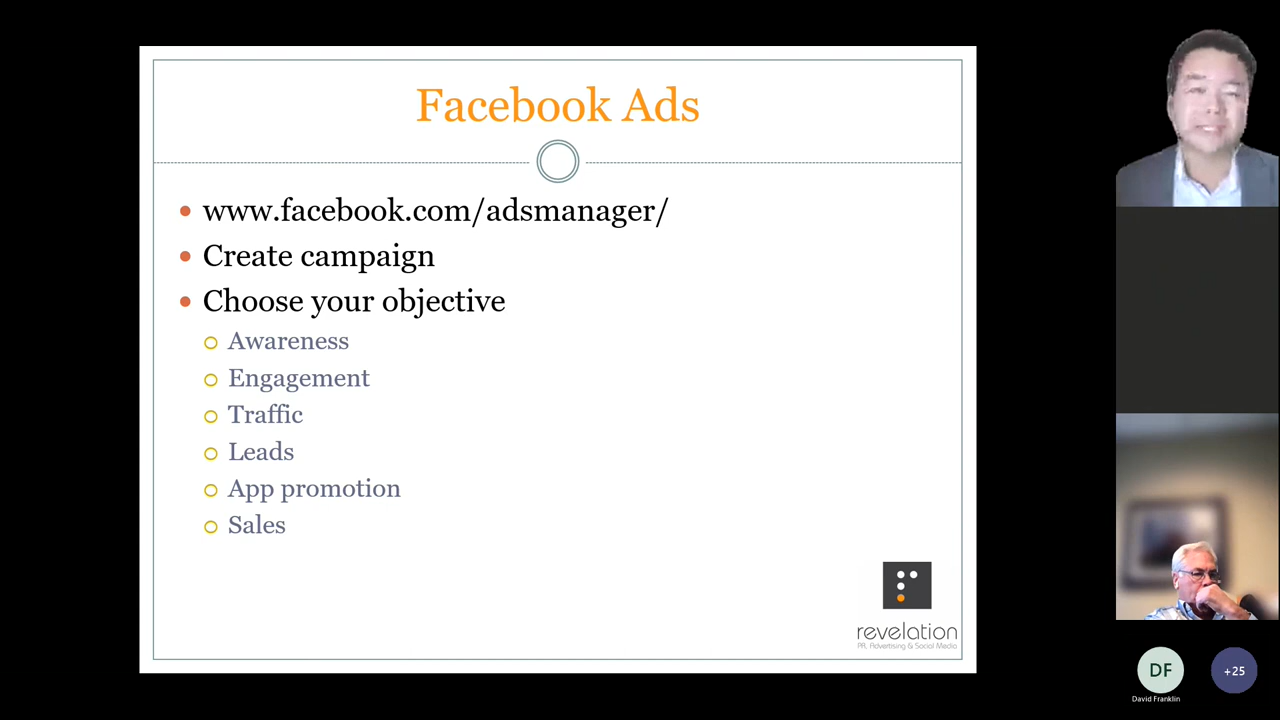 Facebook Ads
www.facebook.com/adsmanager/
Create campaign
Choose your objective
Awareness
Engagement
Traffic
Leads
App promotion
Sales
revelation
PR, Advertising & Social Media
DF
+25
David Franklin